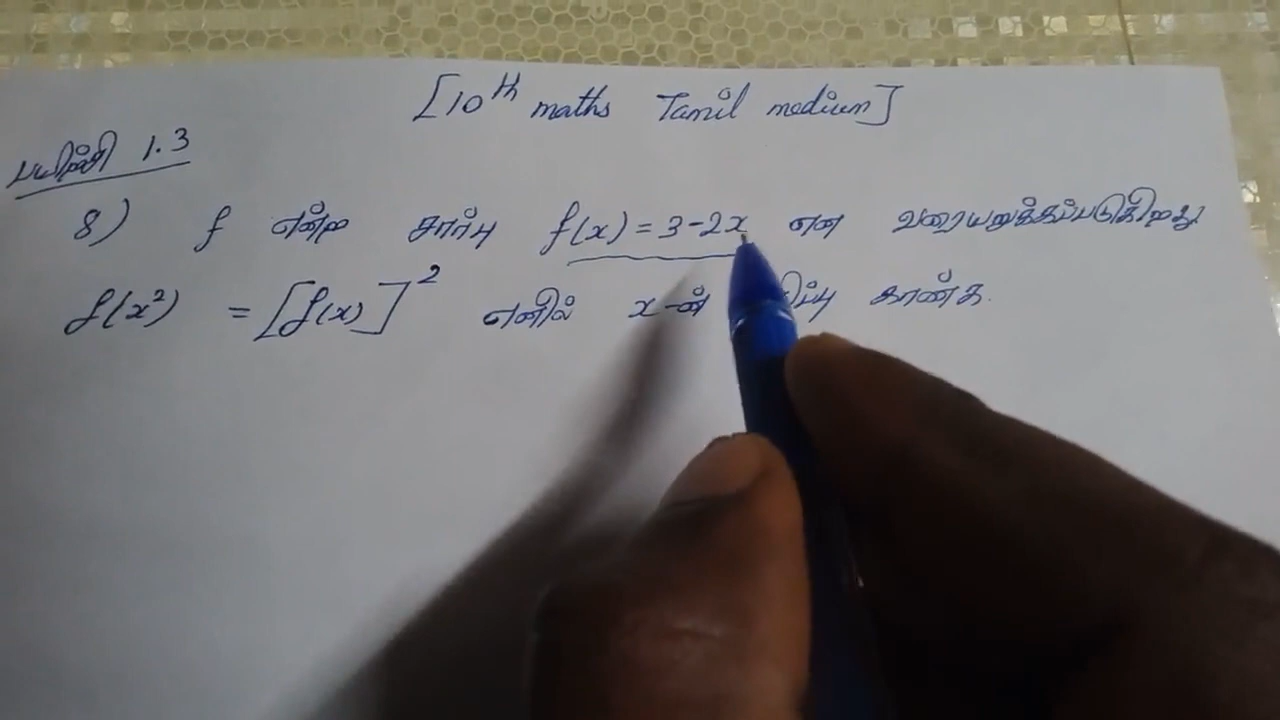 [10th maths Tamil medium]
பயிற்சி 1.3
8) f என்ற சார்பு f(x) = 3-2x என வரையறுக்கப்படுகிறது
f(x²) = [f(x)]² எனில் x-ன் காண்க.